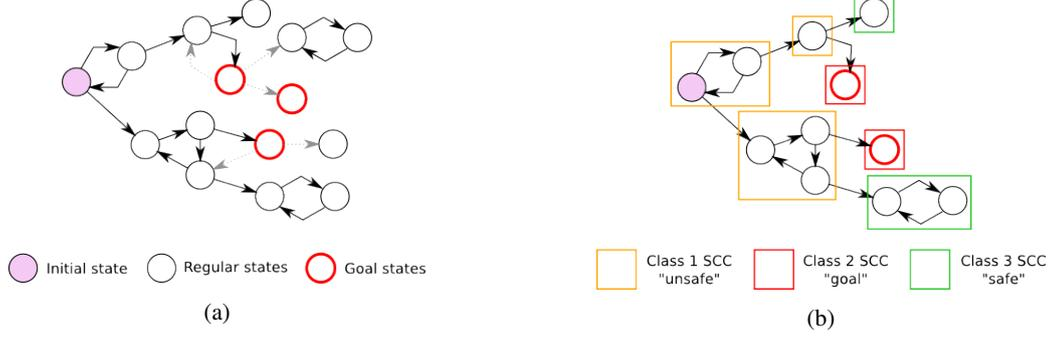 Initial state
Regular states
Goal states
(a)
Class 1 SCC
"unsafe"
Class 2 SCC
"goal"
Class 3 SCC
"safe"
(b)